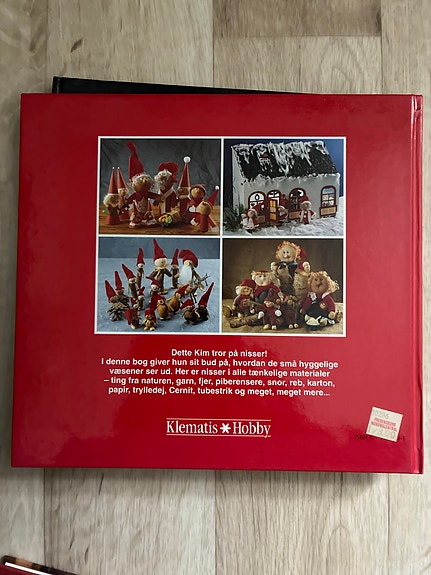 Dette Kim tror på nisser!
I denne bog giver hun sit bud på, hvordan de små hyggelige
væsener ser ud. Her er nisser i alle tænkelige materialer
– ting fra naturen, garn, fjer, piberensere, snor, reb, karton,
papir, trylledej, Cernit, tubestrik og meget, meget mere...
Klematis✶Hobby